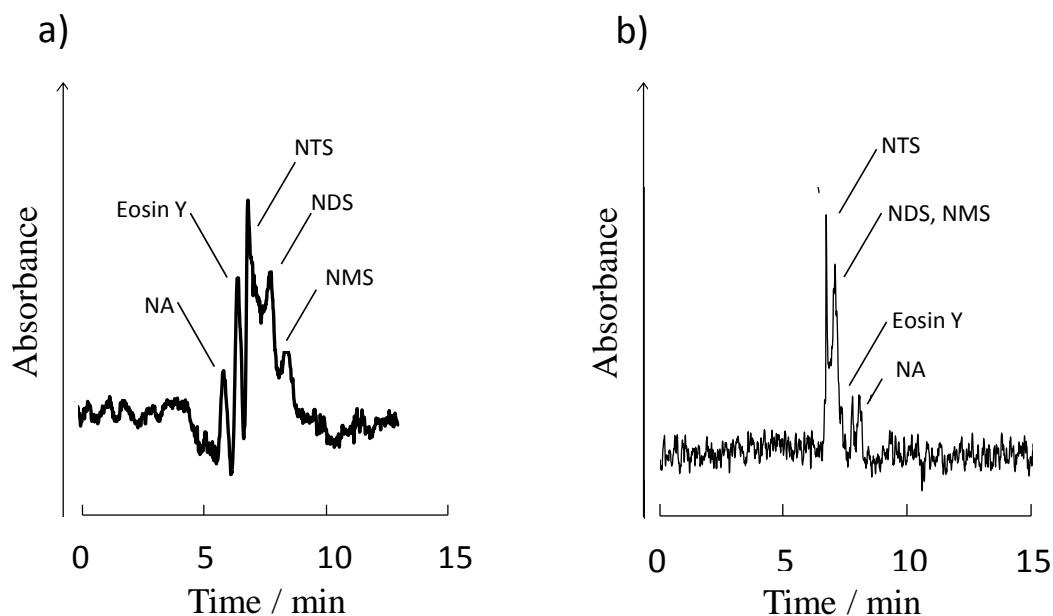 a)
NTS
Eosin Y
NDS
NA
NMS
Absorbance
0 5 10 15
Time / min
b)
NTS
NDS, NMS
Eosin Y
NA
Absorbance
0 5 10 15
Time / min